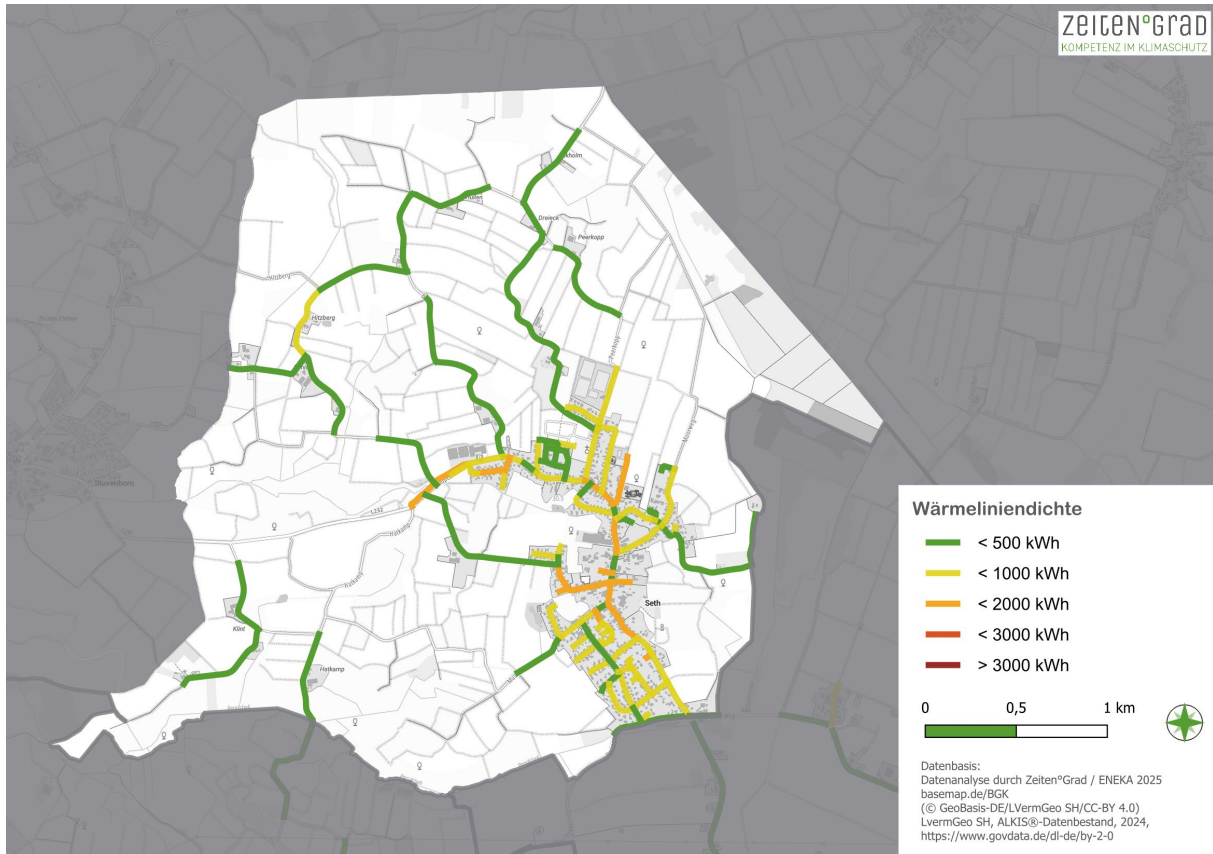 ZEITEN°GRAD
KOMPETENZ IM KLIMASCHUTZ
Dreieck
Peerkopp
Hitzberg
Hitzberg
Stuvenborn
L232
Hatkamp
Hatkamp
Seth
Klint
Hatkamp
Wärmeliniendichte
< 500 kWh
< 1000 kWh
< 2000 kWh
< 3000 kWh
> 3000 kWh
0 0,5 1 km
Datenbasis:
Datenanalyse durch Zeiten°Grad / ENEKA 2025
basemap.de/BGK
(© GeoBasis-DE/LVermGeo SH/CC-BY 4.0)
LvermGeo SH, ALKIS®-Datenbestand, 2024,
https://www.govdata.de/dl-de/by-2-0